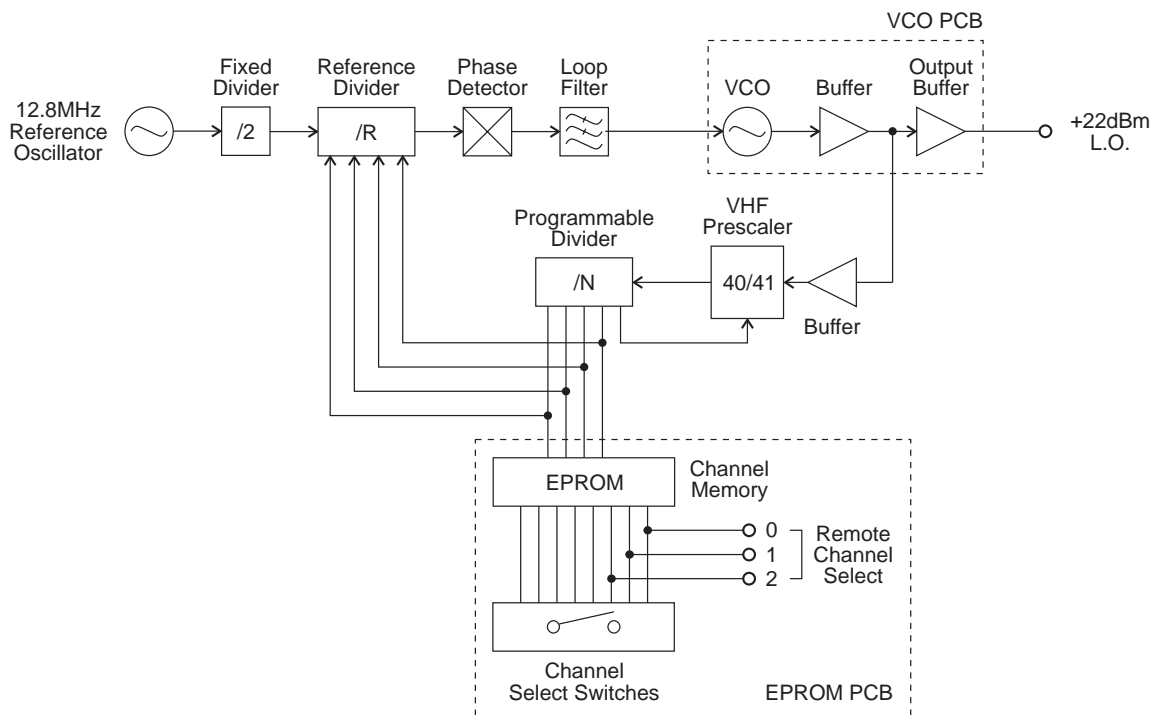 VCO PCB
Fixed
Divider
Reference
Divider
Phase
Detector
Loop
Filter
VCO
Buffer
Output
Buffer
12.8MHz
Reference
Oscillator
/2
/R
+22dBm
L.O.
Programmable
Divider
VHF
Prescaler
/N
40/41
Buffer
EPROM
Channel
Memory
0
1
2
Remote
Channel
Select
Channel
Select Switches
EPROM PCB